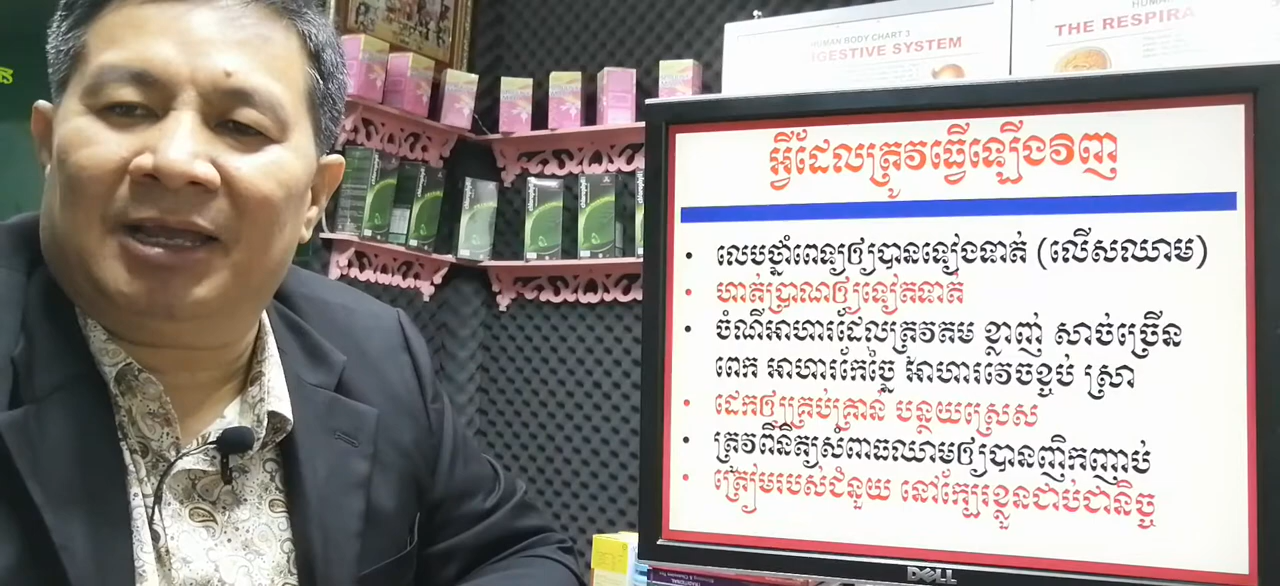 HUMAN BODY CHART 3
DIGESTIVE SYSTEM
THE RESPIRA
អ្វីដែលត្រូវធ្វើឡើងវិញ
• លេបថ្នាំពេទ្យឲ្យបានទៀងទាត់ (លើសឈាម)
• ហាត់ប្រាណឲ្យទៀតទាត់
• ចំណីអាហារដែលត្រូវតម ខ្លាញ់ សាច់ច្រើន
ពេក អាហារកែច្នៃ អាហារវេចខ្ចប់ ស្រា
• ដេកឲ្យគ្រប់គ្រាន់ បន្ថយស្រេស
• ត្រូវពិនិត្យសំពាធឈាមឲ្យបានញឹកញាប់
• ត្រៀមរបស់ជំនួយ នៅក្បែរខ្លួនជាប់ជានិច្ច
DELL